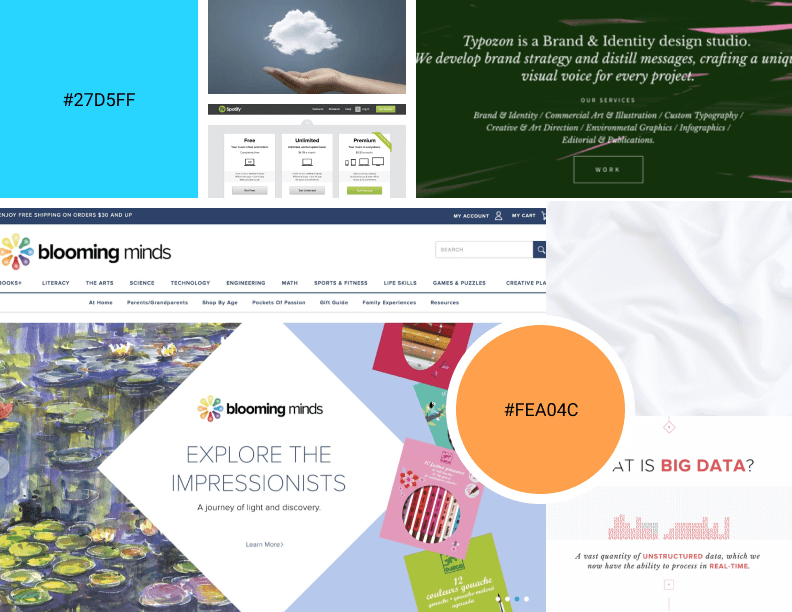 #27D5FF
Spotify
Free
Unlimited
Premium
Typozon is a Brand & Identity design studio.
We develop brand strategy and distill messages, crafting a uniq
visual voice for every project.
OUR SERVICES
Brand & Identity / Commercial Art & Illustration / Custom Typography /
Creative & Art Direction / Environmetal Graphics / Infographics /
Editorial & Publications.
WORK
ENJOY FREE SHIPPING ON ORDERS $30 AND UP
MY ACCOUNT MY CART
blooming minds
SEARCH
BOOKS+ LITERACY THE ARTS SCIENCE TECHNOLOGY ENGINEERING MATH SPORTS & FITNESS LIFE SKILLS GAMES & PUZZLES CREATIVE PLA
At Home Parents/Grandparents Shop By Age Pockets Of Passion Gift Guide Family Experiences Resources
blooming minds
EXPLORE THE
IMPRESSIONISTS
A journey of light and discovery.
Learn More>
#FEA04C
AT IS BIG DATA?
A vast quantity of UNSTRUCTURED data, which we
now have the ability to process in REAL-TIME.
DJECO
12
couleurs gouache